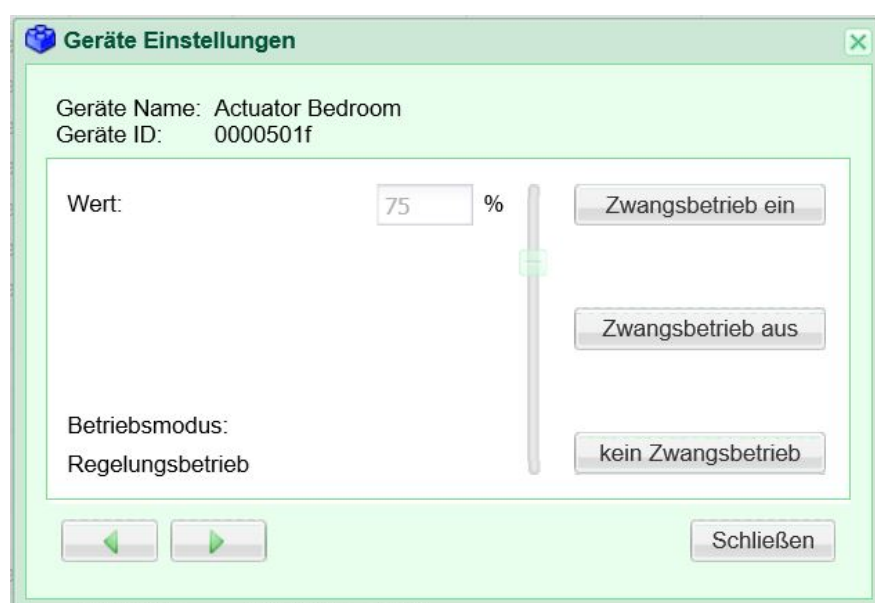 Geräte Einstellungen
Geräte Name: Actuator Bedroom
Geräte ID: 0000501f
Wert: 75 % Zwangsbetrieb ein
Zwangsbetrieb aus
Betriebsmodus:
kein Zwangsbetrieb
Regelungsbetrieb
Schließen